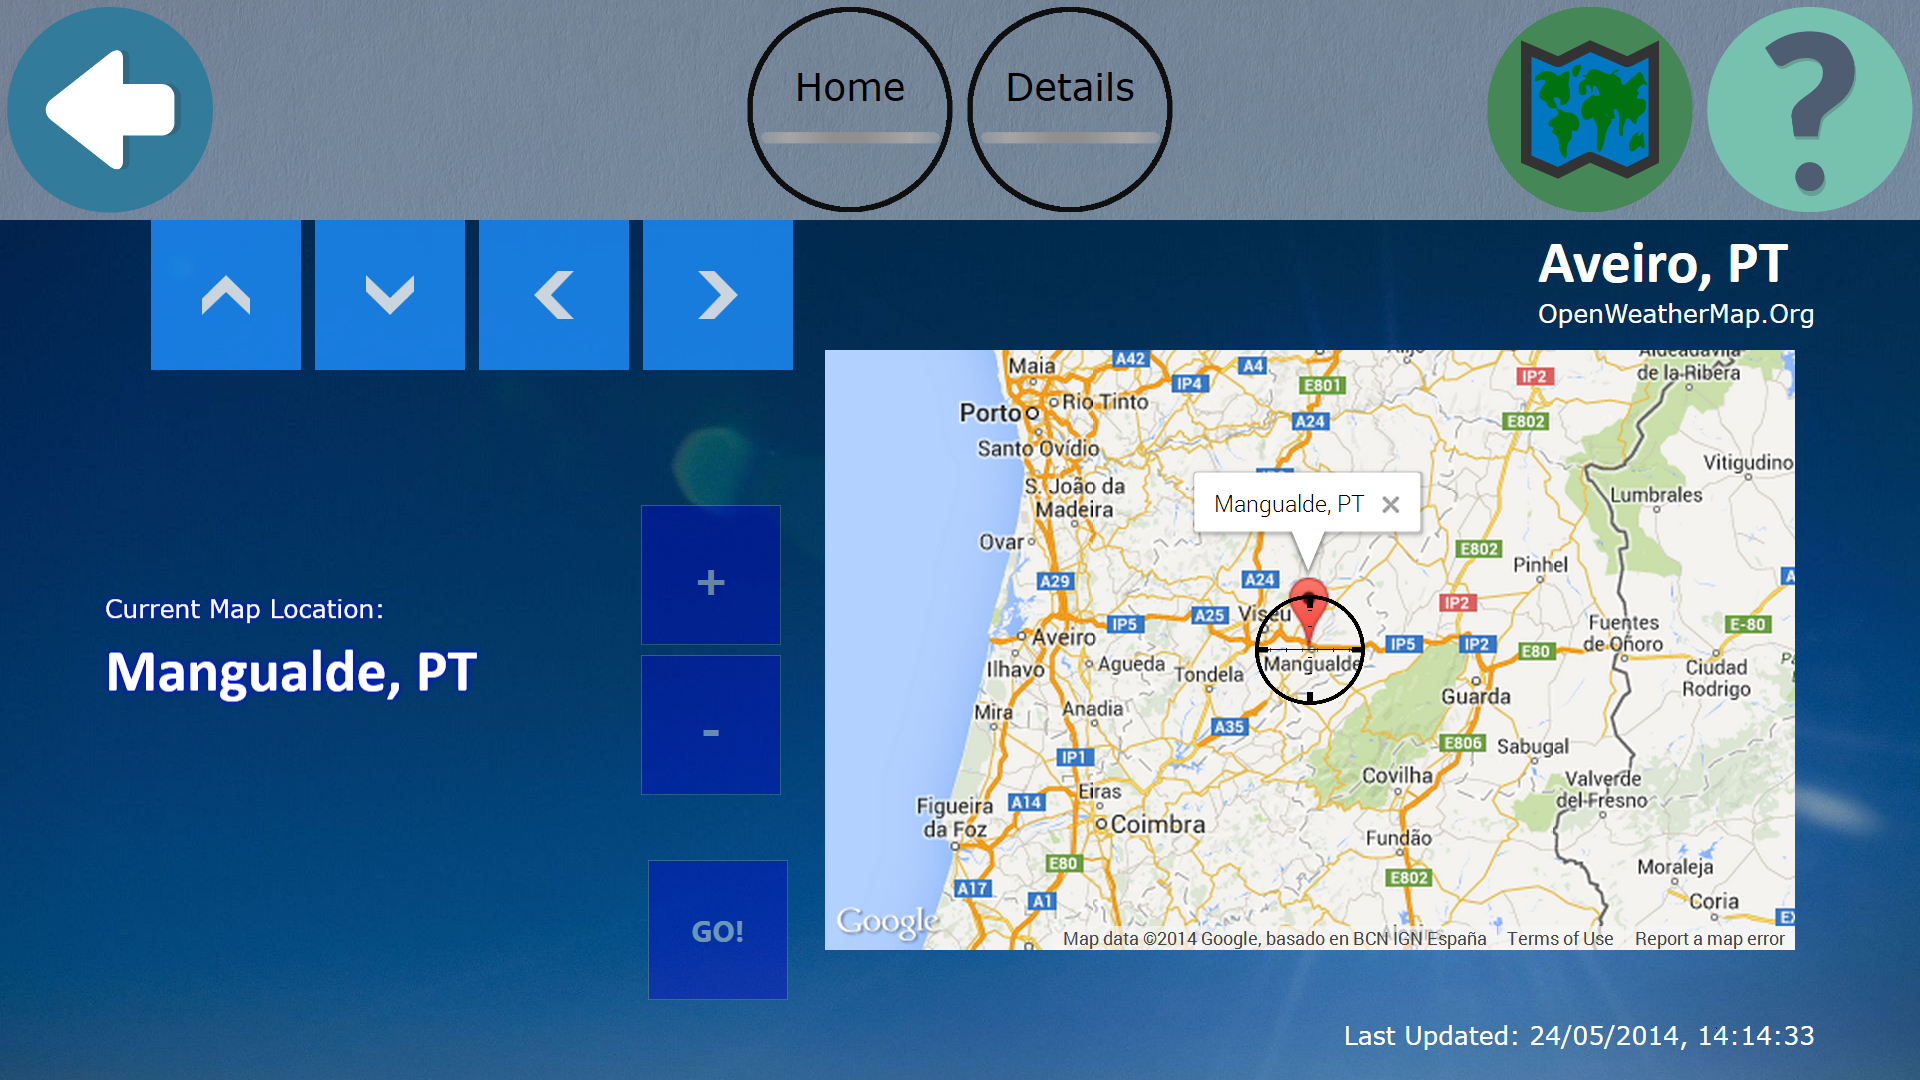 Home
Details
Aveiro, PT
OpenWeatherMap.Org
Current Map Location:
Mangualde, PT
+
-
GO!
Maia
A42
A4
IP4
E801
IP2
de la Ribera
Porto
Rio Tinto
A24
E802
Santo Ovídio
Vitigudino
S. João da
Madeira
Lumbrales
Mangualde, PT
Ovar
E802
Pinhel
A29
A24
IP2
A25
Viseu
IP5
Fuentes
de Oñoro
E-80
Aveiro
IP5
IP2
E80
Ilhavo
Agueda
Tondela
Mangualde
Ciudad
Rodrigo
Guarda
Mira
Anadia
A35
E806
Sabugal
IP1
Covilha
Valverde
del Fresno
Eiras
Figueira
da Foz
A14
Coimbra
Fundão
E80
E802
Moraleja
A17
A1
Coria
Google
Map data ©2014 Google, basado en BCN IGN España
Terms of Use
Report a map error
Last Updated: 24/05/2014, 14:14:33